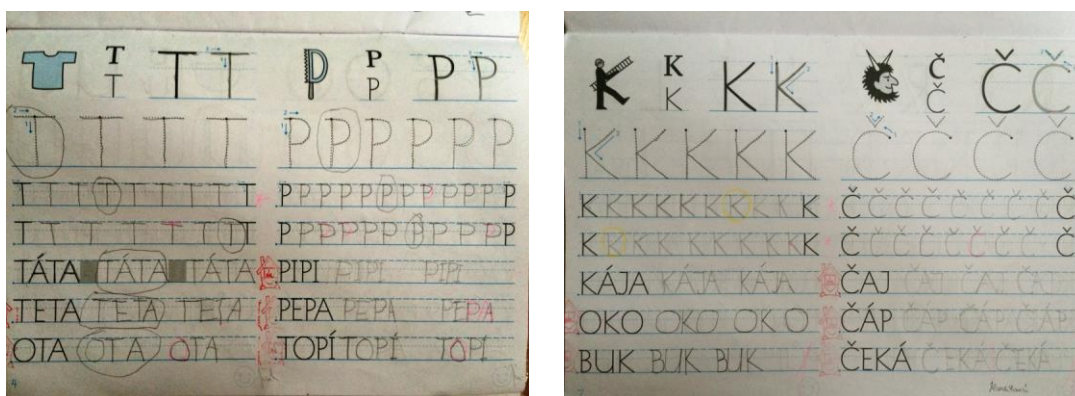 T
T
T T
T T T T T
T T T T T T T T T T
T T T T T T T T T T
TÁTA TÁTA TÁTA
TETA TETA TETA
OTA OTA OTA
4
P
P
P P
P P P P P P
P P P P P P P P P P P P
P P P P P P P P P P P P
PIPI PIPI PIPI
PEPA PEPA PEPA
TOPÍ TOPÍ TOPÍ
K
K
K K
K K K K K
K K K K K K K K K K K
K K K K K K K K K K K
KÁJA KÁJA KÁJA
OKO OKO OKO
BUK BUK BUK
7
Č
Č
Č Č
Č Č Č Č
Č Č Č Č Č Č Č Č Č
Č Č Č Č Č Č Č Č Č
ČAJ ČAJ ČAJ ČAJ
ČÁP ČÁP ČÁP ČÁP
ČEKÁ ČEKÁ ČEKÁ